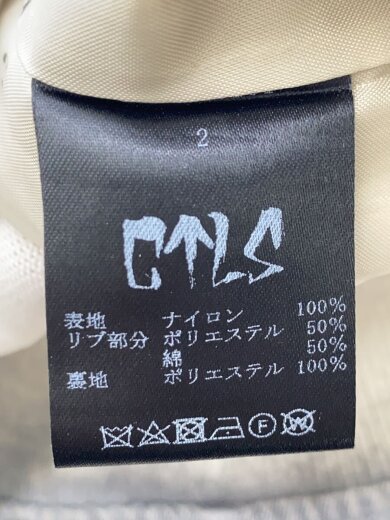 2
CTLS
表地 ナイロン 100%
リブ部分 ポリエステル 50%
綿 50%
裏地 ポリエステル 100%
F W